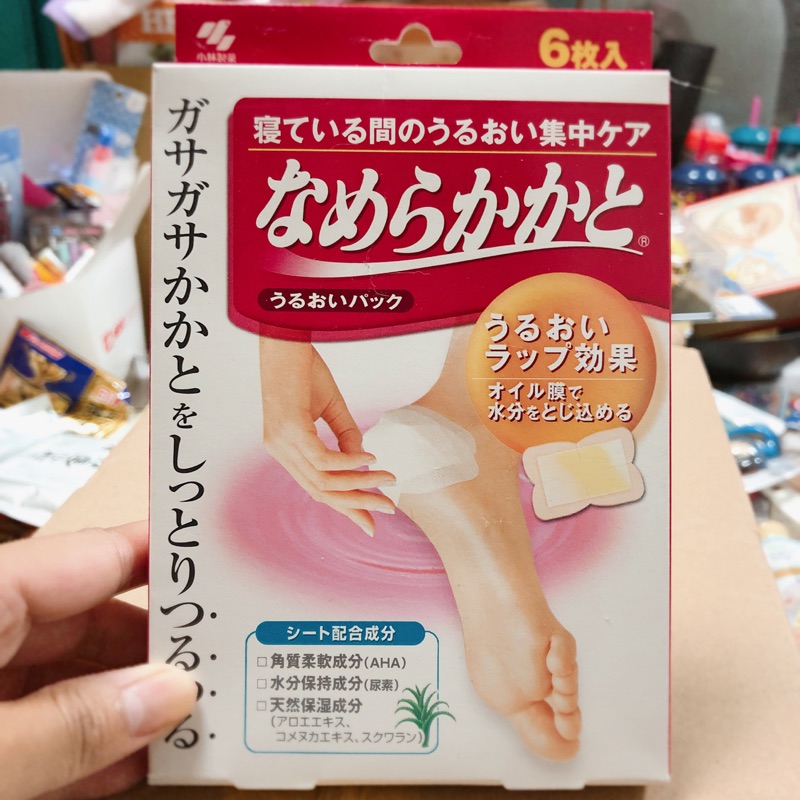 小林製薬
6枚入
寝ている間のうるおい集中ケア
なめらかかと®
うるおいパック
ガサガサかかとをしっとりつるつる
うるおい
ラップ効果
オイル膜で
水分をとじ込める
シート配合成分
□角質柔軟成分(AHA)
□水分保持成分(尿素)
□天然保湿成分
(アロエエキス、
コメヌカエキス、スクワラン)